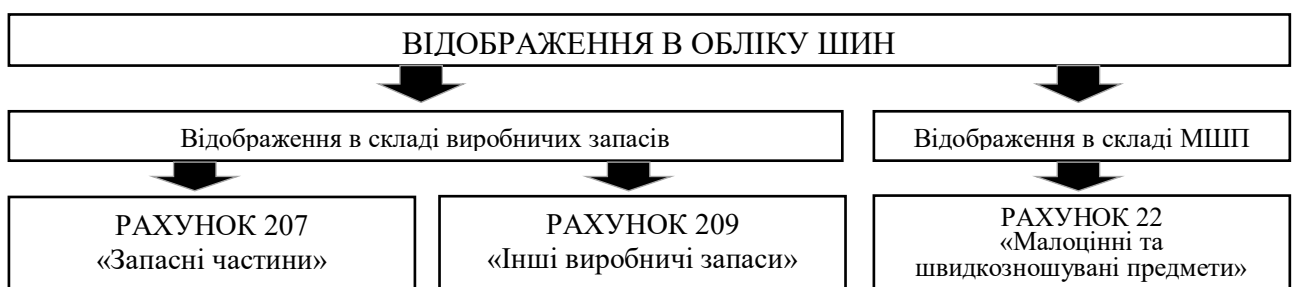 ВІДОБРАЖЕННЯ В ОБЛІКУ ШИН
Відображення в складі виробничих запасів
Відображення в складі МШП
РАХУНОК 207
«Запасні частини»
РАХУНОК 209
«Інші виробничі запаси»
РАХУНОК 22
«Малоцінні та
швидкозношувані предмети»